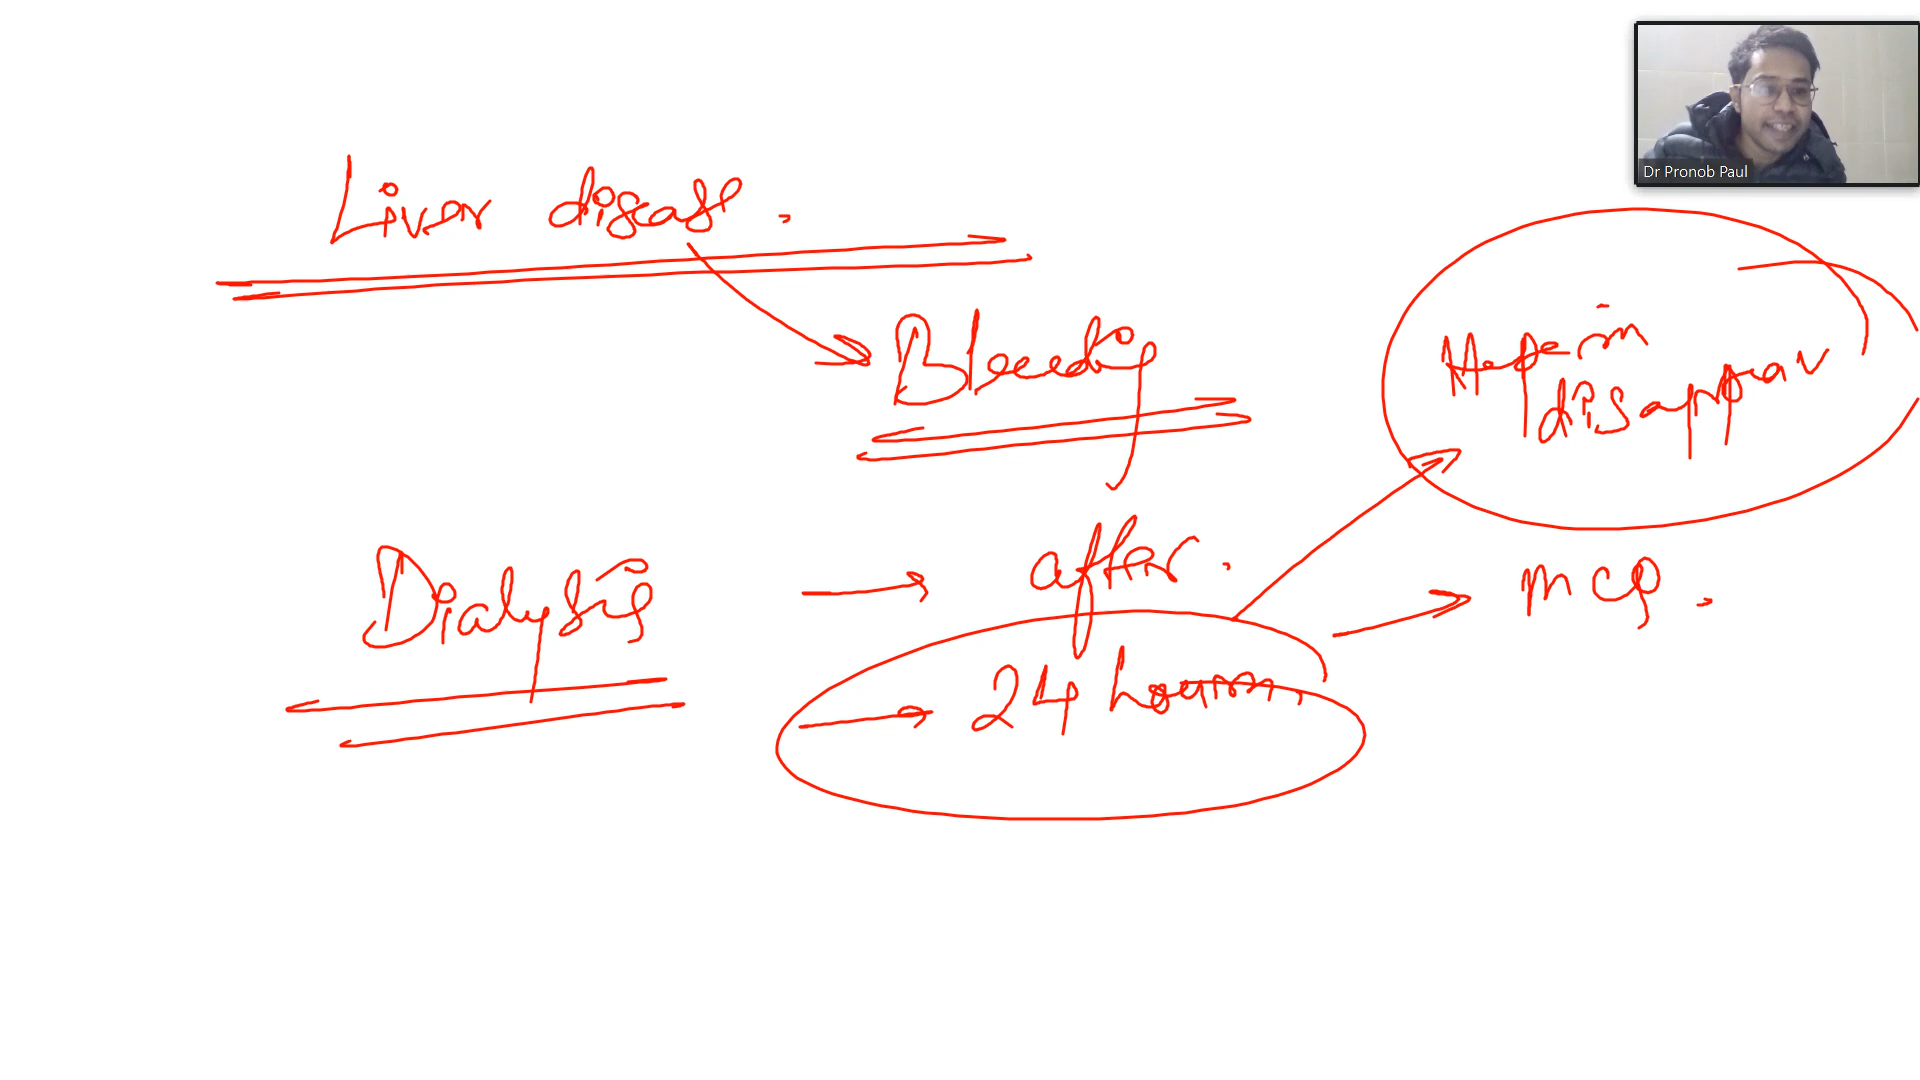 Dr Pronob Paul
Liver disease.
Bleeding
Heparin
disappear
Dialysis → after.
→ 24 hours.
→ MCQ.